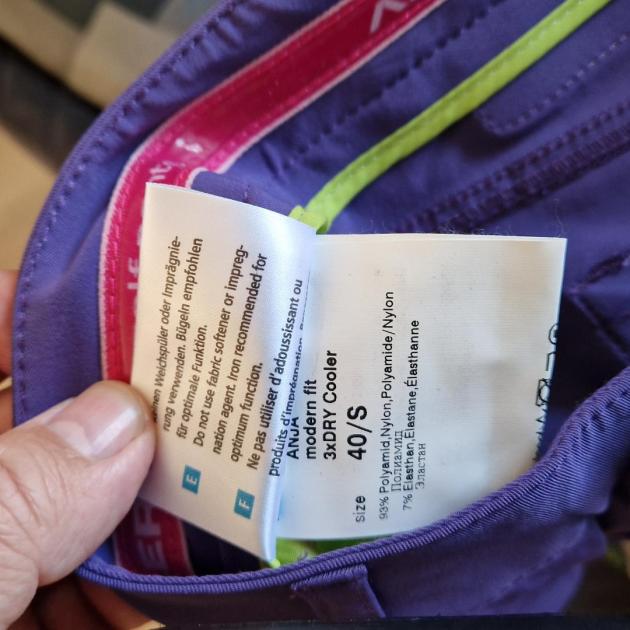 Weichspüler oder Imprägnie-
rung verwenden. Bügeln empfohlen
für optimale Funktion.
E
Do not use fabric softener or impreg-
nation agent. Iron recommended for
optimum function.
F
Ne pas utiliser d'adoussissant ou
produits d'imprégnation.
ANJA
modern fit
3xDRY Cooler
size 40/S
93% Polyamid,Nylon,Polyamide/Nylon
Полиамид
7% Elasthan,Elastane,Élasthanne
Эластан